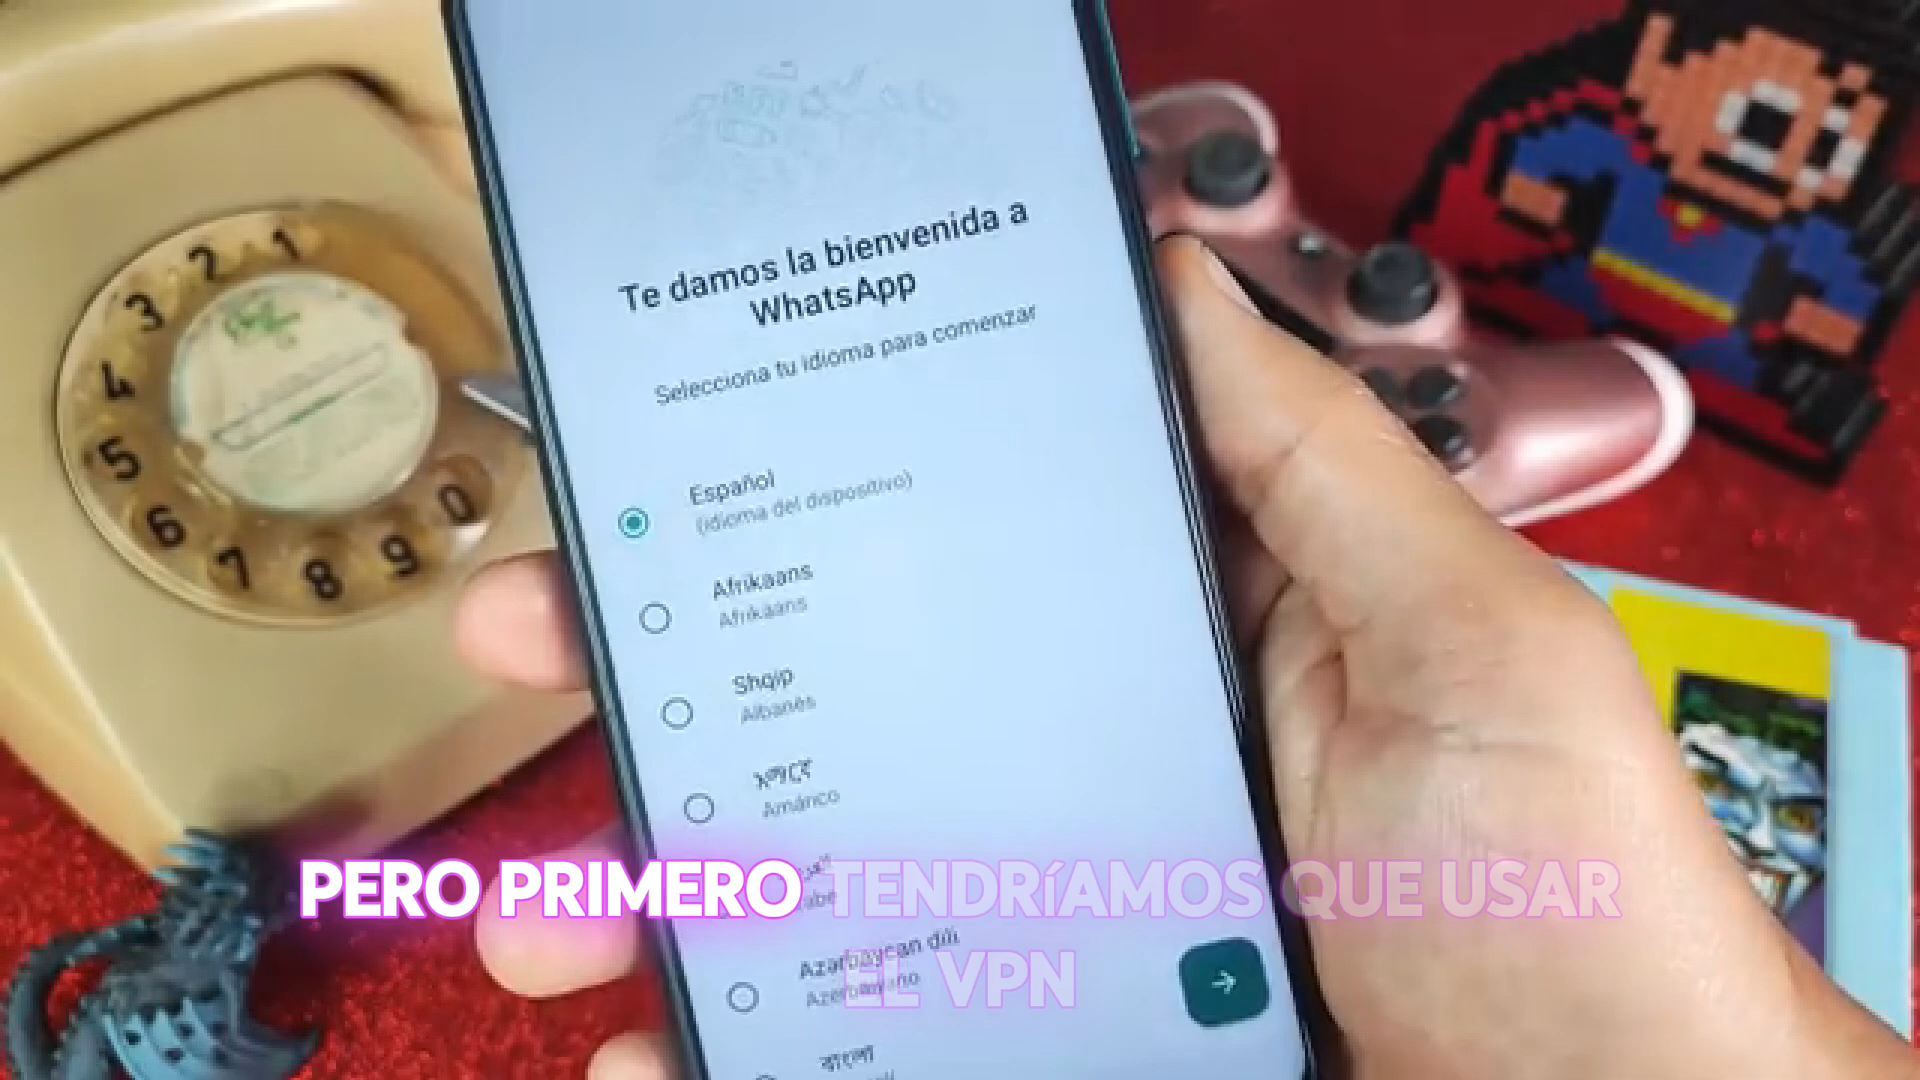 1
2
3
4
5
6
7
8
9
0
Te damos la bienvenida a
WhatsApp
Selecciona tu idioma para comenzar
Español
(idioma del dispositivo)
Afrikaans
Afrikaans
Shqip
Albanés
አማርኛ
Amárico
Azərbaycan dili
Azerbaiyano
বাংলা
PERO PRIMERO TENDRÍAMOS QUE USAR
EL VPN